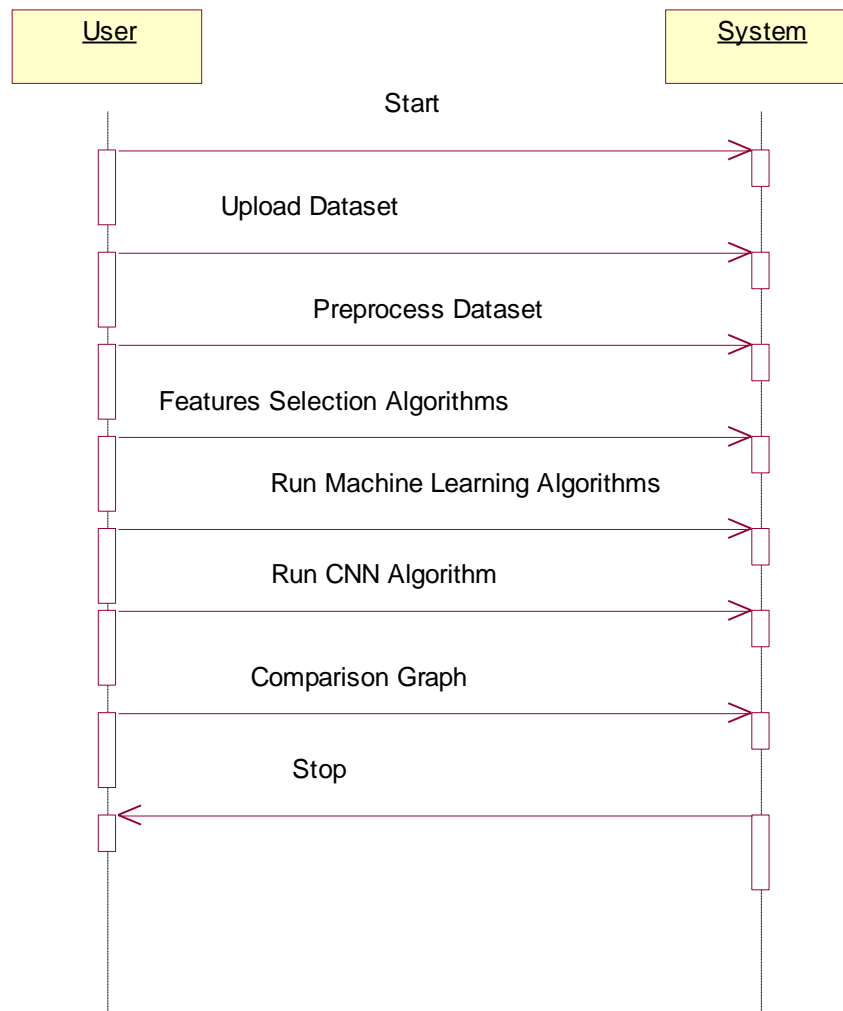 User
System
Start
Upload Dataset
Preprocess Dataset
Features Selection Algorithms
Run Machine Learning Algorithms
Run CNN Algorithm
Comparison Graph
Stop